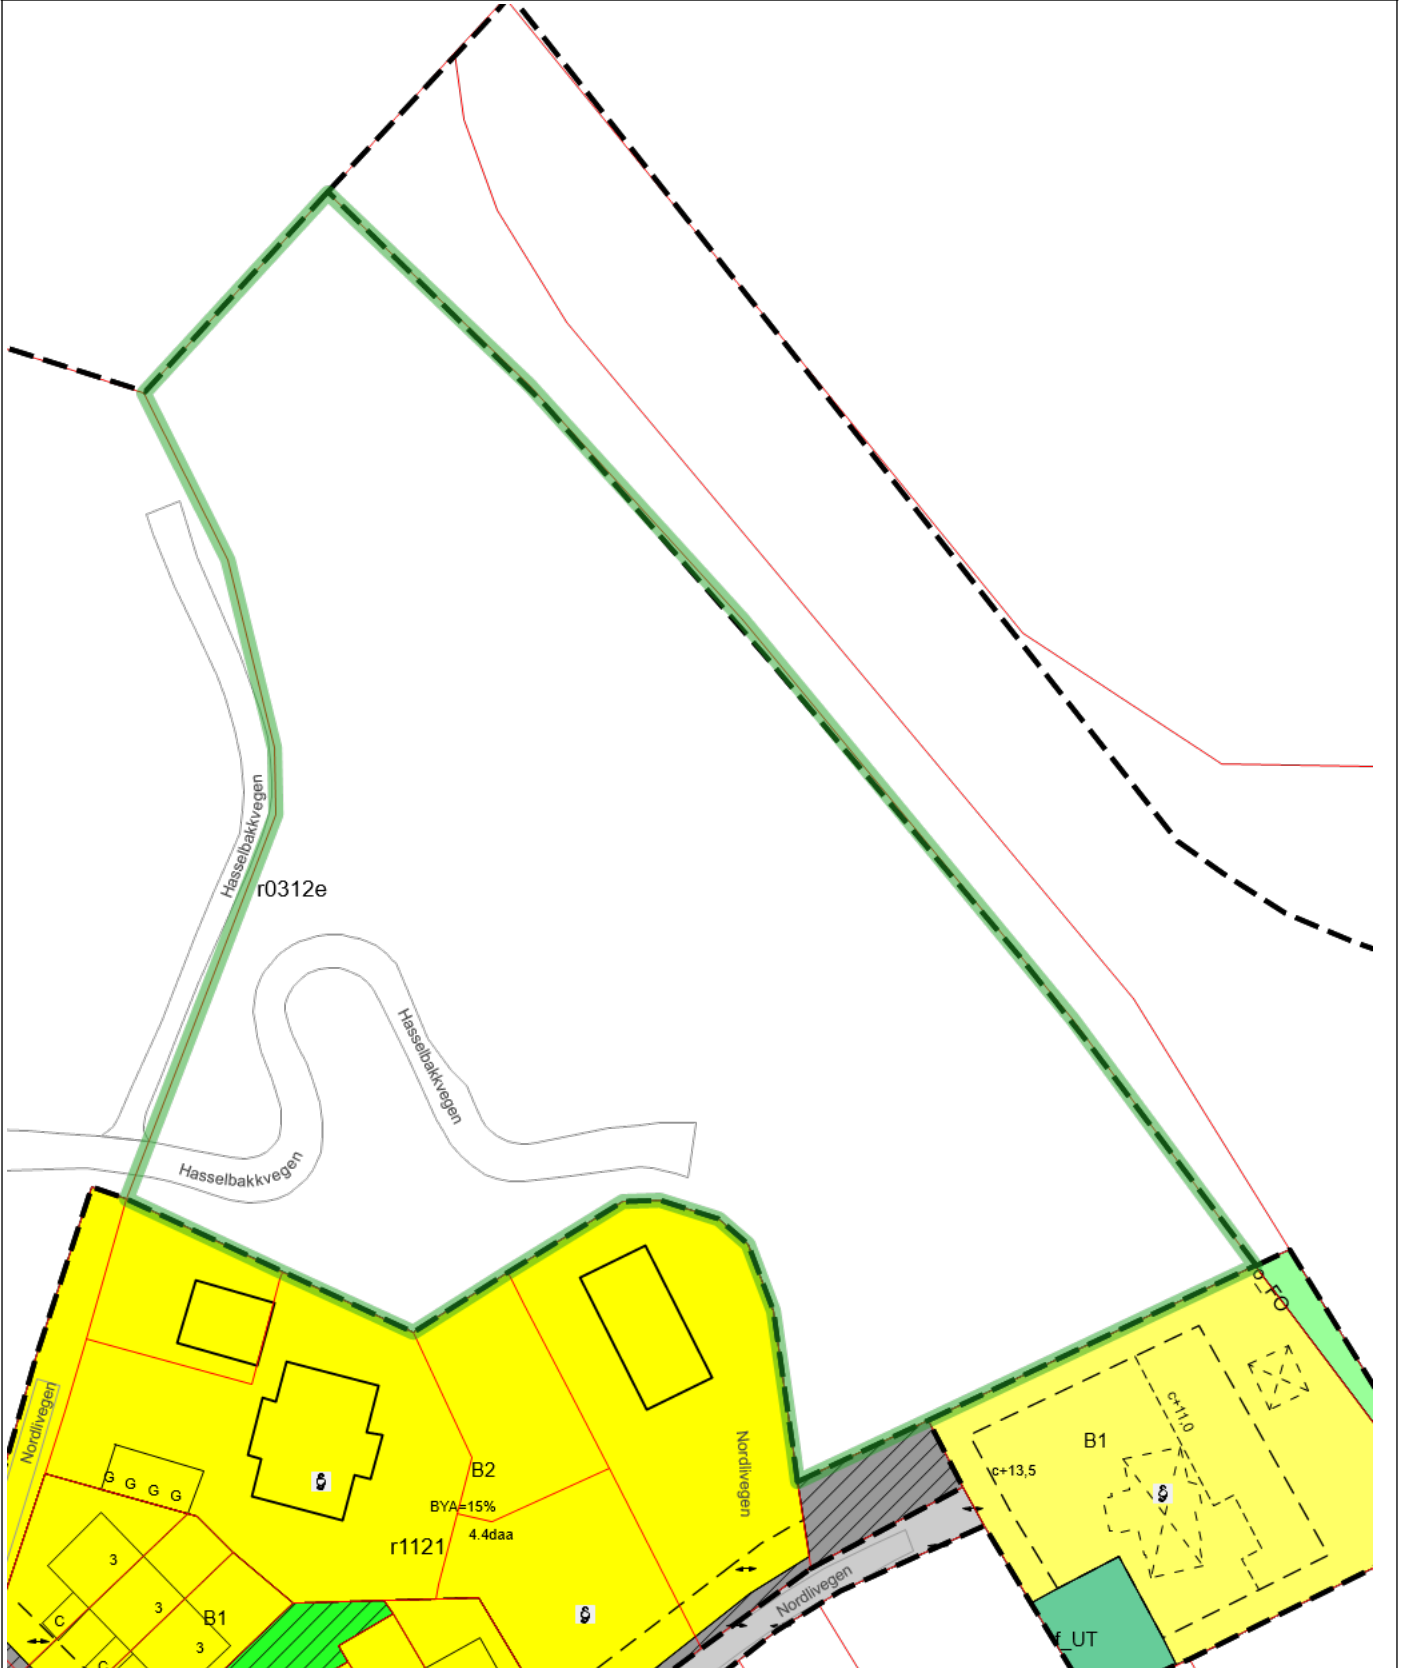 Hasselbakkvegen
r0312e
Hasselbakkvegen
Hasselbakkvegen
FO
Nordlivegen
c+11,0
B1
Nordlivegen
B2
c+13,5
G G G G
BYA=15%
4.4daa
r1121
3
Nordlivegen
3
C
B1
3
f_UT
C